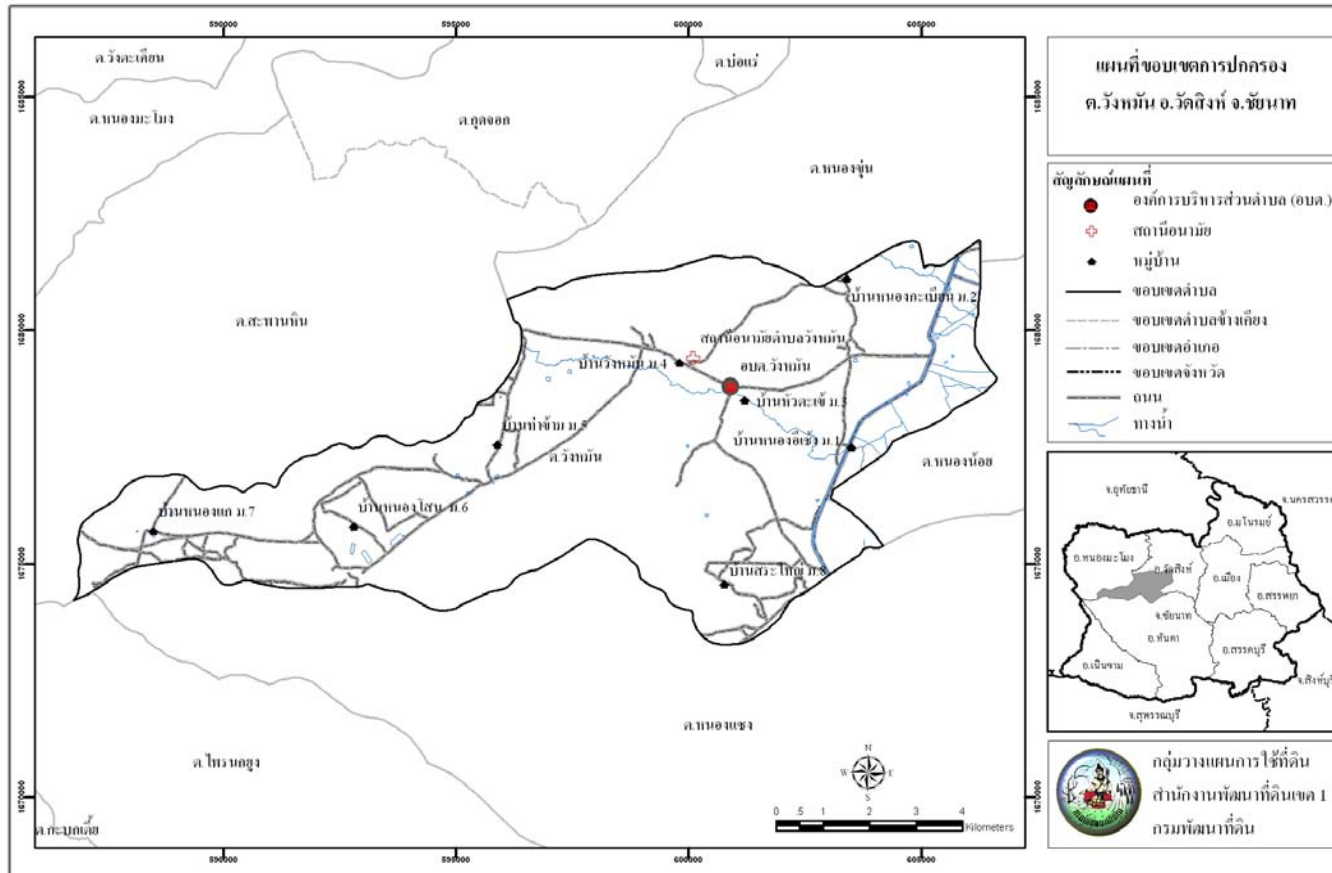 590000
595000
600000
605000
แผนที่ขอบเขตการปกครอง
ต.วังหมัน อ.วัดสิงห์ จ.ชัยนาท
ต.วังตะเคียน
ต.บ่อแร่
1685000
1685000
ต.หนองมะโมง
ต.กุดจอก
ต.หนองขุ่น
สัญลักษณ์แผนที่
องค์การบริหารส่วนตำบล (อบต.)
สถานีอนามัย
หมู่บ้าน
ขอบเขตตำบล
ขอบเขตตำบลข้างเคียง
ขอบเขตอำเภอ
ขอบเขตจังหวัด
ถนน
ทางน้ำ
บ้านหนองกะเบียน ม.2
ต.สะพานหิน
1680000
1680000
สถานีอนามัยตำบลวังหมัน
บ้านวังหมัน ม.4
อบต.วังหมัน
บ้านหัวตะเข้ ม.3
บ้านท่าข้าม ม.5
บ้านหนองอีเซ้ง ม.1
ต.วังหมัน
ต.หนองน้อย
บ้านหนองแก ม.7
บ้านหนองโสน ม.6
1675000
1675000
บ้านสระใหญ่ ม.8
จ.อุทัยธานี
จ.นครสวรรค์
อ.มโนรมย์
อ.หนองมะโมง
อ.วัดสิงห์
อ.เมือง
อ.สรรพยา
จ.ชัยนาท
อ.หันคา
อ.สรรคบุรี
อ.เนินขาม
จ.สิงห์บุรี
จ.สุพรรณบุรี
ต.หนองแซง
ต.ไพรนกยูง
N
W E
S
1670000
1670000
0 .5 1 2 3 4
Kilometers
ต.กะบกเตี้ย
กลุ่มวางแผนการใช้ที่ดิน
สำนักงานพัฒนาที่ดินเขต 1
กรมพัฒนาที่ดิน
590000
595000
600000
605000